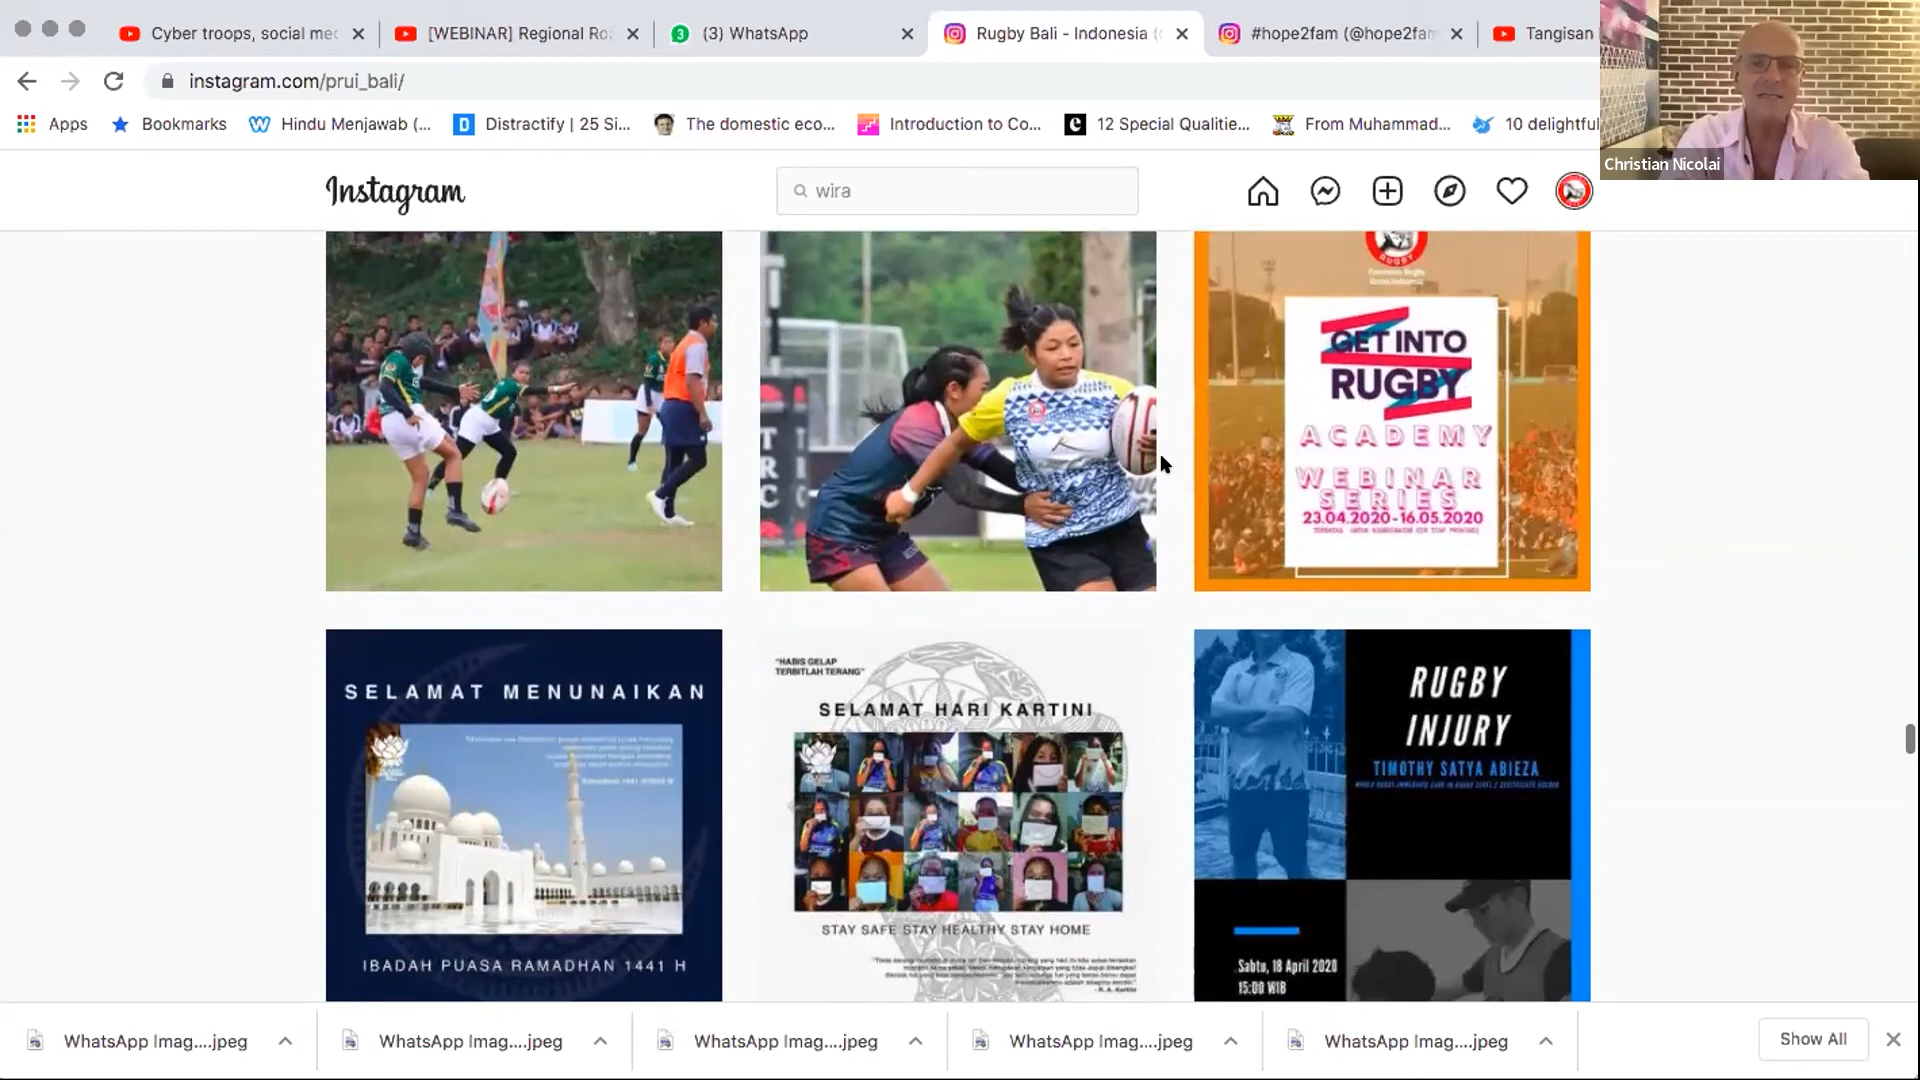 Cyber troops, social med
[WEBINAR] Regional Ro
3
(3) WhatsApp
Rugby Bali - Indonesia (
#hope2fam (@hope2fam
Tangisan
instagram.com/prui_bali/
Apps
Bookmarks
Hindu Menjawab (...
Distractify | 25 Si...
The domestic eco...
Introduction to Co...
12 Special Qualitie...
From Muhammad...
10 delightful
Christian Nicolai
Instagram
wira
RUGBY
GET INTO
RUGBY
ACADEMY
WEBINAR
SERIES
23.04.2020-16.05.2020
SELAMAT MENUNAIKAN
IBADAH PUASA RAMADHAN 1441 H
"HABIS GELAP
TERBITLAH TERANG"
SELAMAT HARI KARTINI
STAY SAFE STAY HEALTHY STAY HOME
- R. A. Kartini
RUGBY
INJURY
TIMOTHY SATYA ABIEZA
Sabtu, 18 April 2020
15:00 WIB
WhatsApp Imag....jpeg
WhatsApp Imag....jpeg
WhatsApp Imag....jpeg
WhatsApp Imag....jpeg
WhatsApp Imag....jpeg
Show All